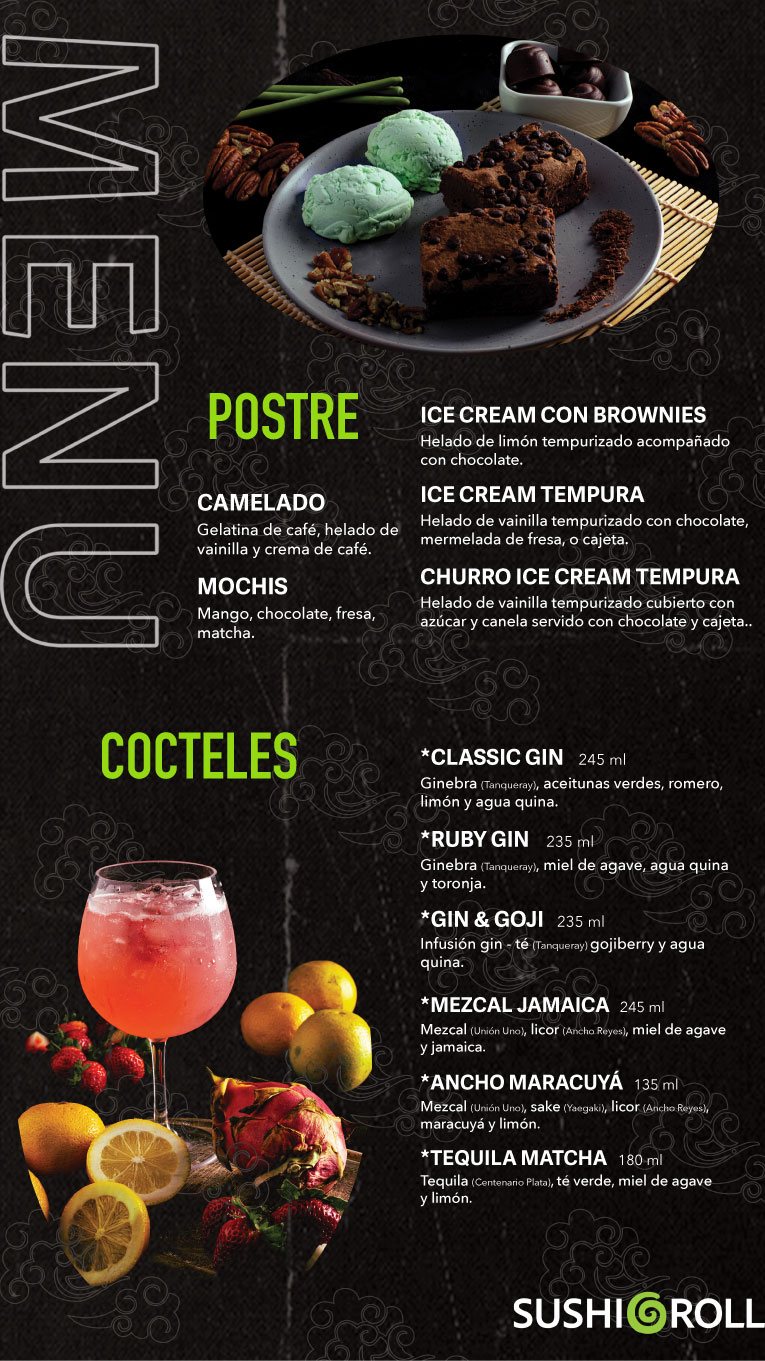 MENU
POSTRE
CAMELADO
Gelatina de café, helado de
vainilla y crema de café.
MOCHIS
Mango, chocolate, fresa,
matcha.
ICE CREAM CON BROWNIES
Helado de limón tempurizado acompañado
con chocolate.
ICE CREAM TEMPURA
Helado de vainilla tempurizado con chocolate,
mermelada de fresa, o cajeta.
CHURRO ICE CREAM TEMPURA
Helado de vainilla tempurizado cubierto con
azúcar y canela servido con chocolate y cajeta..
COCTELES
*CLASSIC GIN 245 ml
Ginebra (Tanqueray), aceitunas verdes, romero,
limón y agua quina.
*RUBY GIN 235 ml
Ginebra (Tanqueray), miel de agave, agua quina
y toronja.
*GIN & GOJI 235 ml
Infusión gin - té (Tanqueray) gojiberry y agua
quina.
*MEZCAL JAMAICA 245 ml
Mezcal (Unión Uno), licor (Ancho Reyes), miel de agave
y jamaica.
*ANCHO MARACUYÁ 135 ml
Mezcal (Unión Uno), sake (Yaegaki), licor (Ancho Reyes),
maracuyá y limón.
*TEQUILA MATCHA 180 ml
Tequila (Centenario Plata), té verde, miel de agave
y limón.
SUSHI ROLL